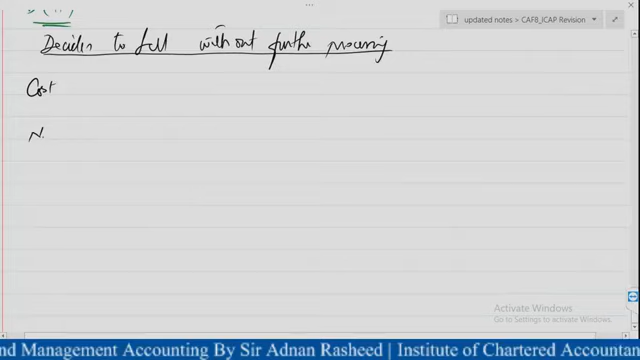 ...
updated notes > CAF8_ICAP Revision
Decision to sell without further processing
Cost
N.
Activate Windows
Go to Settings to activate Windows.
nd Management Accounting By Sir Adnan Rasheed | Institute of Chartered Accountan